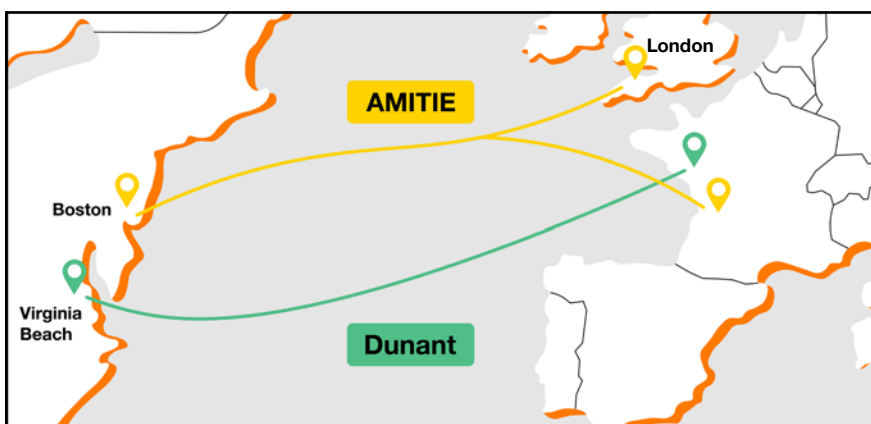 London
AMITIE
Boston
Virginia
Beach
Dunant